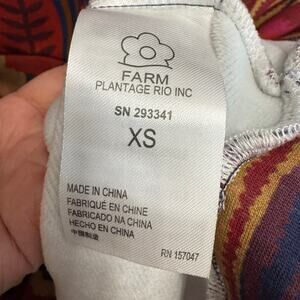 FARM
PLANTAGE RIO INC
SN 293341
XS
MADE IN CHINA
FABRIQUÉ EN CHINE
FABRICADO NA CHINA
HECHO EN CHINA
中國製造
RN 157047